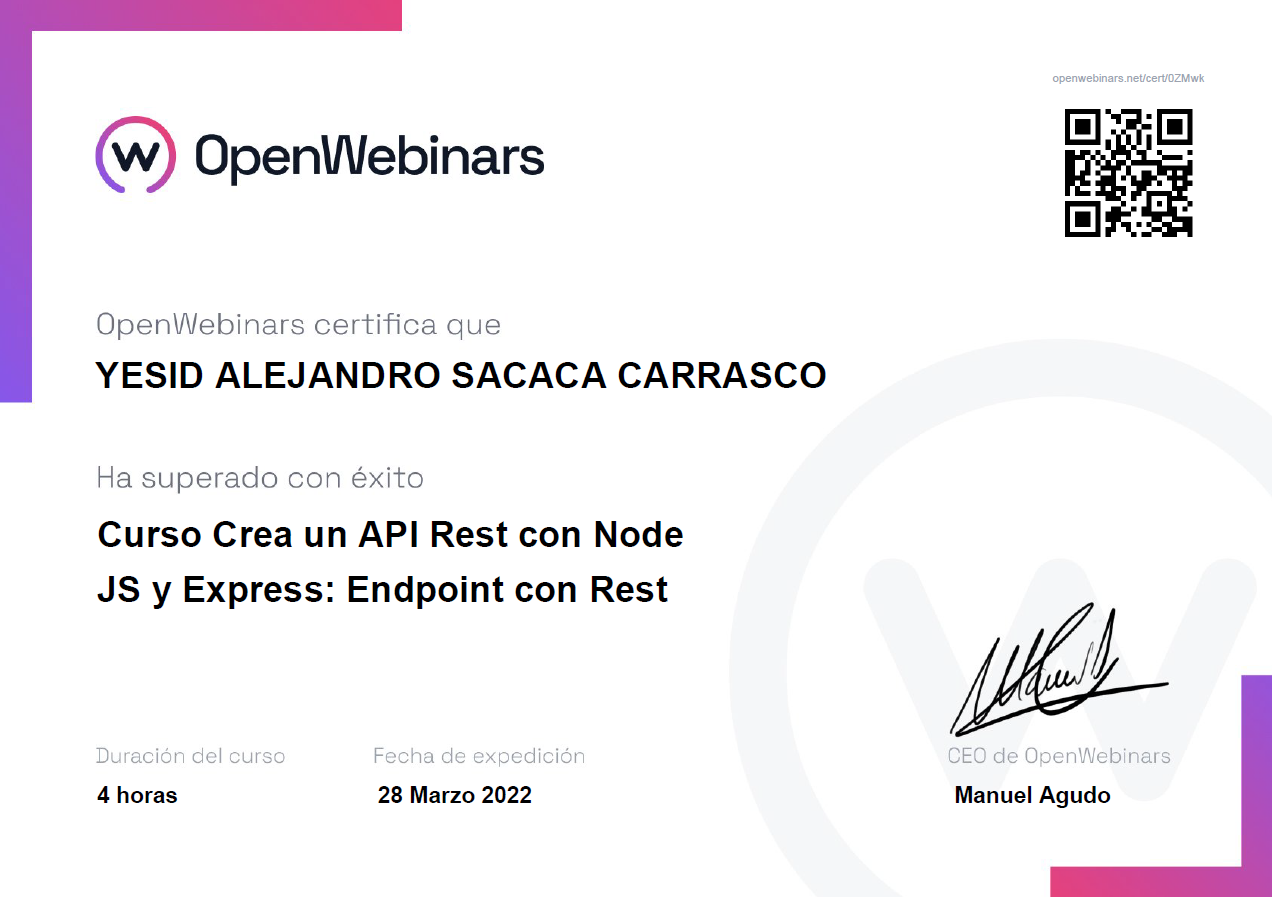 openwebinars.net/cert/0ZMwk
OpenWebinars
OpenWebinars certifica que
YESID ALEJANDRO SACACA CARRASCO
Ha superado con éxito
Curso Crea un API Rest con Node
JS y Express: Endpoint con Rest
Duración del curso
4 horas
Fecha de expedición
28 Marzo 2022
CEO de OpenWebinars
Manuel Agudo